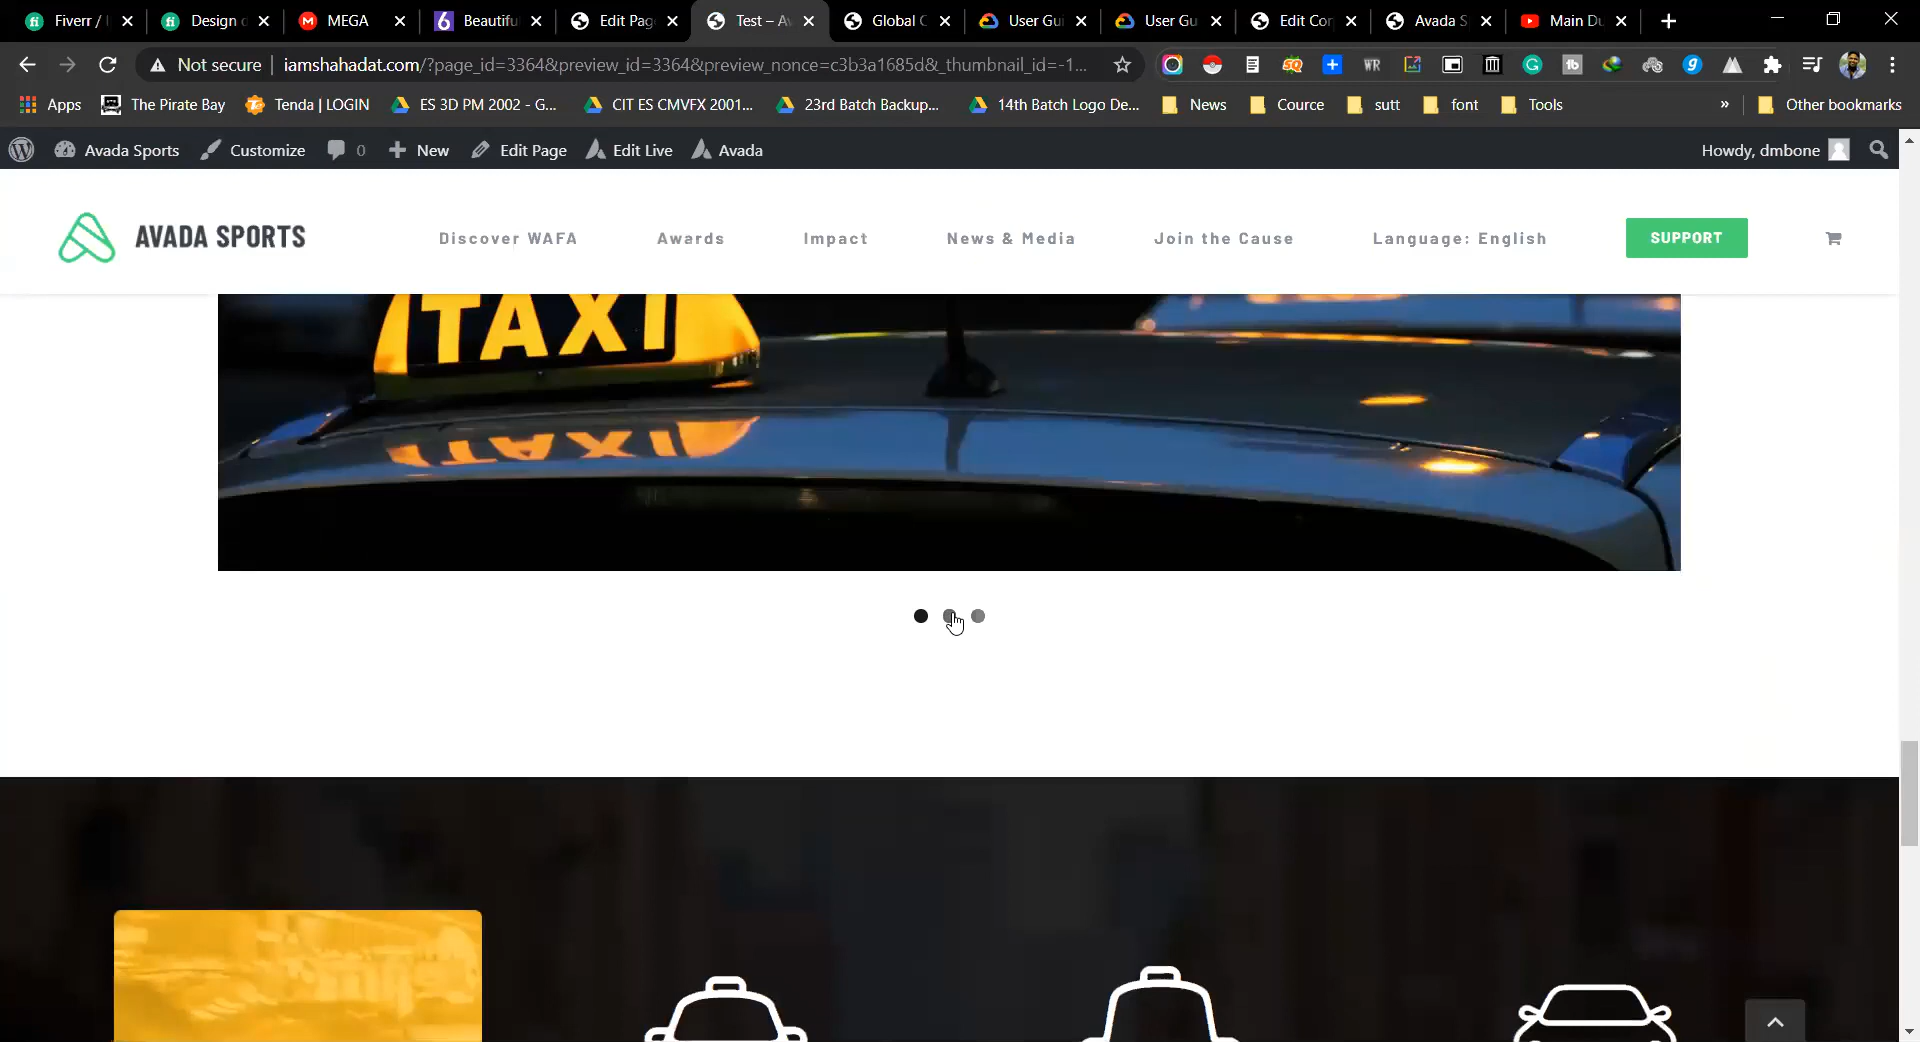 Fiverr /
Design o
MEGA
Beautifu
Edit Pag
Test – Av
Global C
User Gui
User Gu
Edit Cor
Avada S
Main Du
Not secure
iamshahadat.com/?page_id=3364&preview_id=3364&preview_nonce=c3b3a1685d&_thumbnail_id=-1...
Apps
The Pirate Bay
Tenda | LOGIN
ES 3D PM 2002 - G...
CIT ES CMVFX 2001...
23rd Batch Backup...
14th Batch Logo De...
News
Cource
sutt
font
Tools
»
Other bookmarks
Avada Sports
Customize
0
New
Edit Page
Edit Live
Avada
Howdy, dmbone
AVADA SPORTS
Discover WAFA
Awards
Impact
News & Media
Join the Cause
Language: English
SUPPORT
TAXI